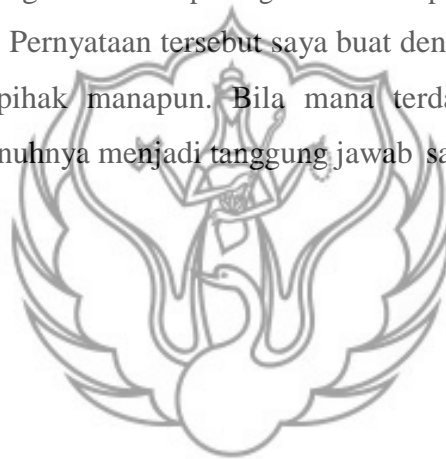 Pernyataan tersebut saya buat den
pihak manapun. Bila mana terda
nuhnya menjadi tanggung jawab sa